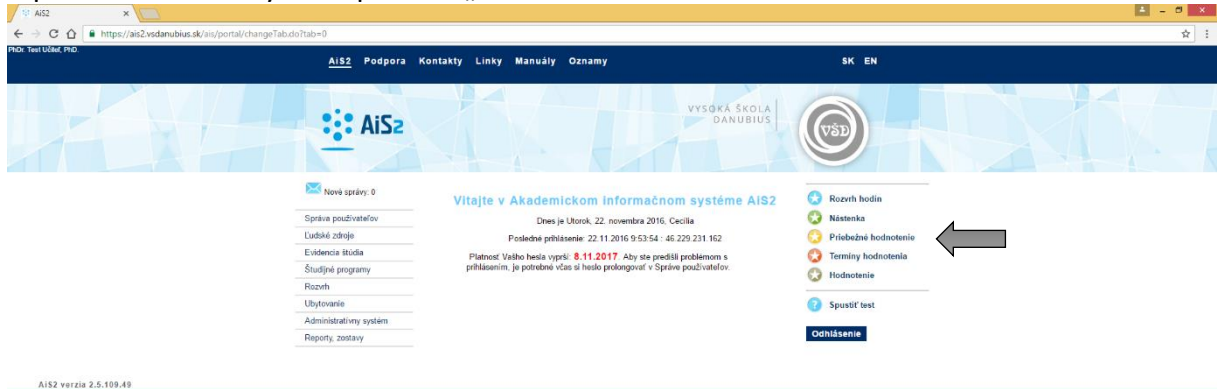 AiS2
https://ais2.vsdanubius.sk/ais/portal/changeTab.do?tab=0
PhDr. Test Učiteľ, PhD.
AiS2 Podpora Kontakty Linky Manuály Oznamy SK EN
AiS2
VYSOKÁ ŠKOLA
DANUBIUS
VŠD
Nové správy: 0
Správa používateľov
Ľudské zdroje
Evidencia štúdia
Študijné programy
Rozvrh
Ubytovanie
Administratívny systém
Reporty, zostavy
Vitajte v Akademickom informačnom systéme AiS2
Dnes je Utorok, 22. novembra 2016, Cecília
Posledné prihlásenie: 22.11.2016 9:53:54 : 46.229.231.162
Platnosť Vášho hesla vyprší: 8.11.2017. Aby ste predišli problémom s
prihlásením, je potrebné včas si heslo prolongovať v Správe používateľov.
Rozvrh hodín
Nástenka
Priebežné hodnotenie
Termíny hodnotenia
Hodnotenie
Spustiť test
Odhlásenie
AiS2 verzia 2.5.109.49